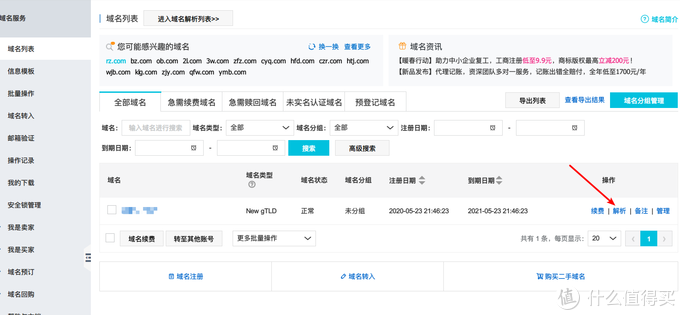 域名服务
域名列表
信息模板
批量操作
域名转入
邮箱验证
操作记录
我的下载
安全锁管理
我是卖家
我是买家
域名预订
域名回购
域名列表
进入域名解析列表>>
域名简介
您可能感兴趣的域名
换一换 查看更多
rz.com bz.com ob.com 2l.com 3w.com zfz.com cyq.com hfd.com czr.com htj.com
wjb.com klg.com zjy.com qfw.com ymb.com
域名资讯
【暖春行动】助力中小企业复工，工商注册低至9.9元，商标版权最高立减200元！
【新品发布】代理记账，资深团队多对一服务，记账出错全赔付，全年低至1700元/年
全部域名 急需续费域名 急需赎回域名 未实名认证域名 预登记域名
导出列表 查看导出结果 域名分组管理
域名: 输入域名进行搜索 域名类型: 全部 域名分组: 全部 注册日期: -
到期日期: - 搜索 高级搜索
域名 域名类型 域名状态 域名分组 注册日期 到期日期 操作
New gTLD 正常 未分组 2020-05-23 21:46:23 2021-05-23 21:46:23 续费 | 解析 | 备注 | 管理
域名续费 转至其他账号 更多批量操作 共有 1 条，每页显示: 20 1
域名注册 域名转入 购买二手域名
值 什么值得买